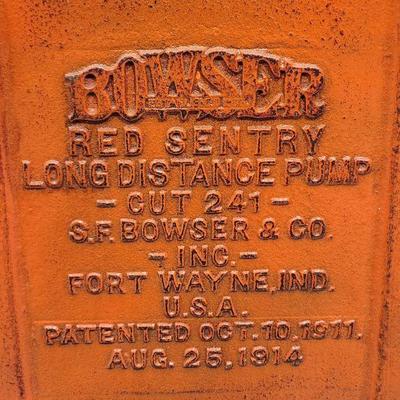 BOWSER
RED SENTRY
LONG DISTANCE PUMP
- CUT 241 -
S.F. BOWSER & CO.
- INC. -
FORT WAYNE, IND.
U.S.A.
PATENTED OCT. 10. 1911.
AUG. 25, 1914